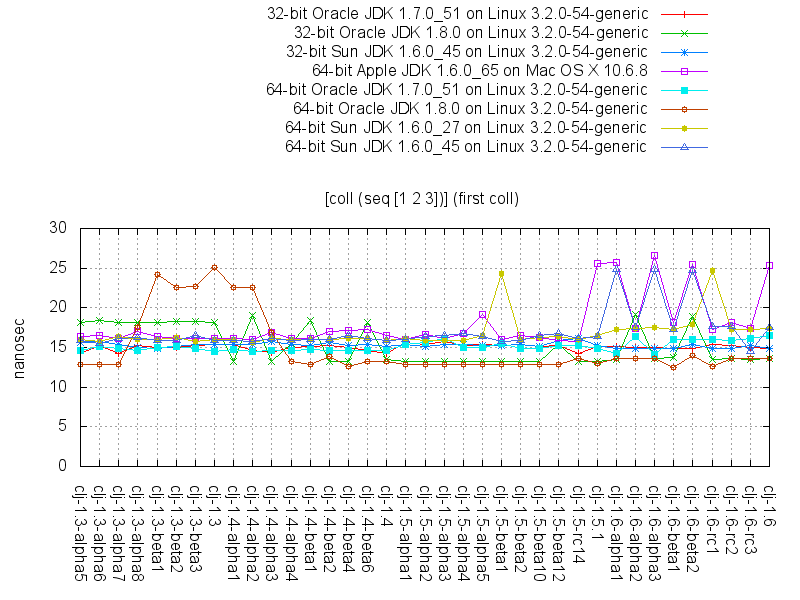 32-bit Oracle JDK 1.7.0_51 on Linux 3.2.0-54-generic
32-bit Oracle JDK 1.8.0 on Linux 3.2.0-54-generic
32-bit Sun JDK 1.6.0_45 on Linux 3.2.0-54-generic
64-bit Apple JDK 1.6.0_65 on Mac OS X 10.6.8
64-bit Oracle JDK 1.7.0_51 on Linux 3.2.0-54-generic
64-bit Oracle JDK 1.8.0 on Linux 3.2.0-54-generic
64-bit Sun JDK 1.6.0_27 on Linux 3.2.0-54-generic
64-bit Sun JDK 1.6.0_45 on Linux 3.2.0-54-generic
[coll (seq [1 2 3])] (first coll)
nanosec
30
25
20
15
10
5
0
clj-1.3-alpha5
clj-1.3-alpha6
clj-1.3-alpha7
clj-1.3-alpha8
clj-1.3-beta1
clj-1.3-beta2
clj-1.3-beta3
clj-1.3
clj-1.4-alpha1
clj-1.4-alpha2
clj-1.4-alpha3
clj-1.4-alpha4
clj-1.4-beta1
clj-1.4-beta2
clj-1.4-beta4
clj-1.4-beta6
clj-1.4
clj-1.5-alpha1
clj-1.5-alpha2
clj-1.5-alpha3
clj-1.5-alpha4
clj-1.5-alpha5
clj-1.5-beta1
clj-1.5-beta2
clj-1.5-beta10
clj-1.5-beta12
clj-1.5-rc14
clj-1.5.1
clj-1.6-alpha1
clj-1.6-alpha2
clj-1.6-alpha3
clj-1.6-beta1
clj-1.6-beta2
clj-1.6-rc1
clj-1.6-rc2
clj-1.6-rc3
clj-1.6